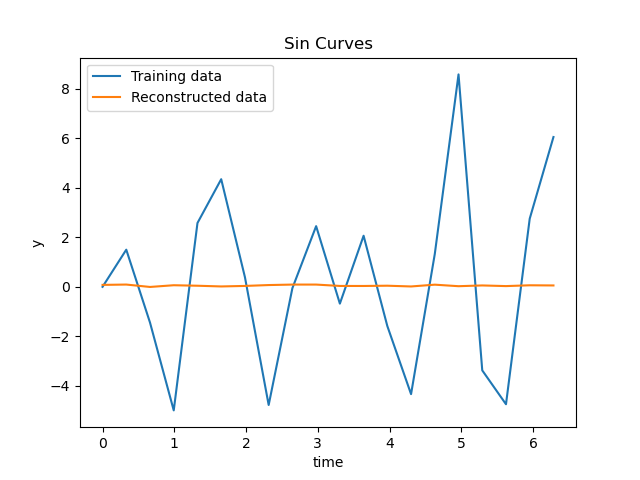 Sin Curves
Training data
Reconstructed data
8
6
4
2
0
−2
−4
y
0 1 2 3 4 5 6
time